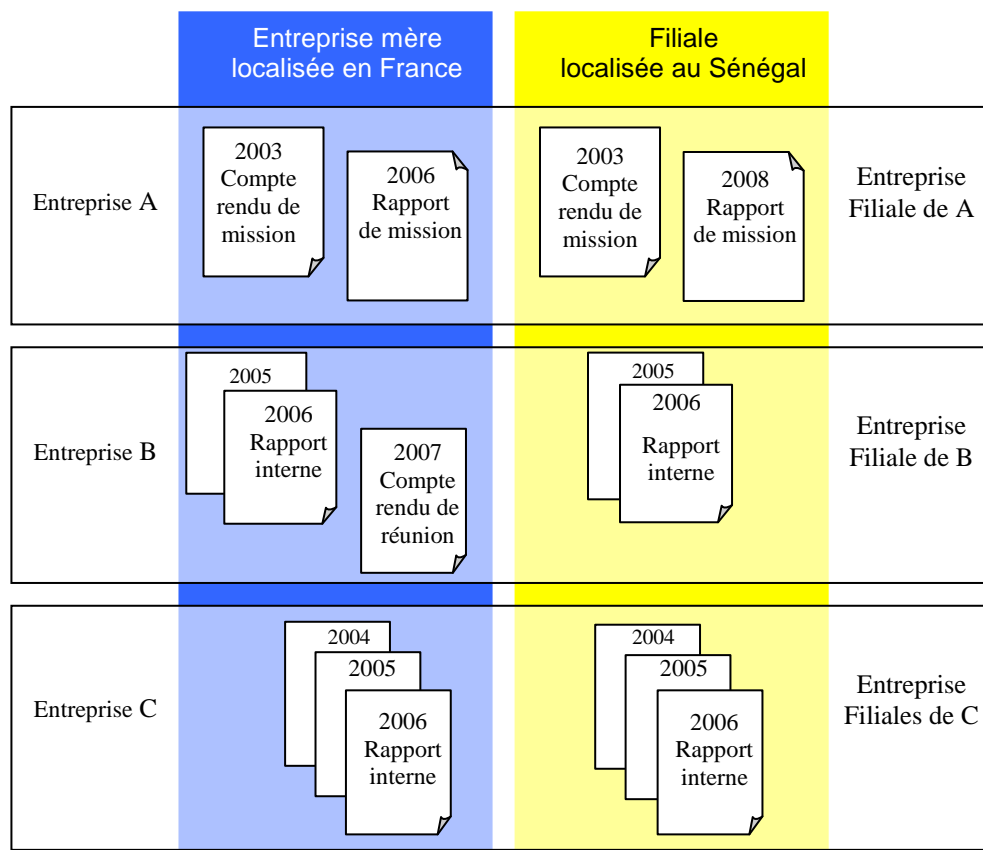 Entreprise mère
localisée en France
Filiale
localisée au Sénégal
Entreprise A
2003
Compte
rendu de
mission
2006
Rapport
de mission
2003
Compte
rendu de
mission
2008
Rapport
de mission
Entreprise
Filiale de A
Entreprise B
2005
2006
Rapport
interne
2007
Compte
rendu de
réunion
2005
2006
Rapport
interne
Entreprise
Filiale de B
Entreprise C
2004
2005
2006
Rapport
interne
2004
2005
2006
Rapport
interne
Entreprise
Filiales de C